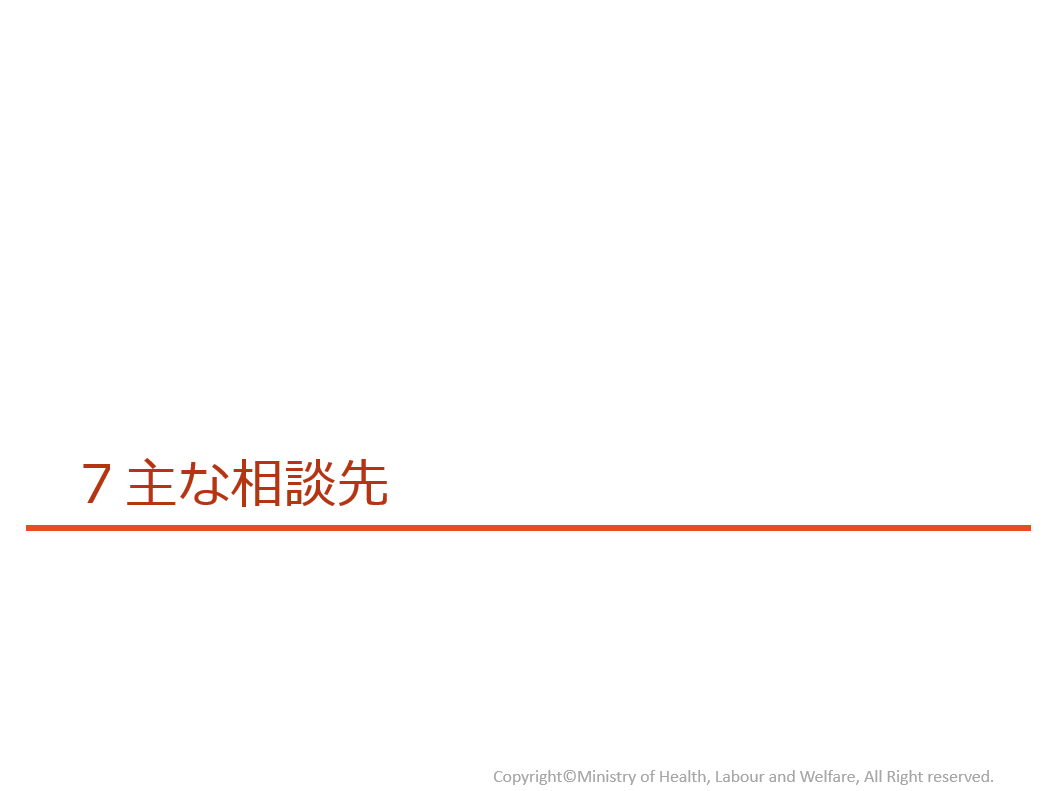 ７主な相談先
Copyright©Ministry of Health, Labour and Welfare, All Right reserved.